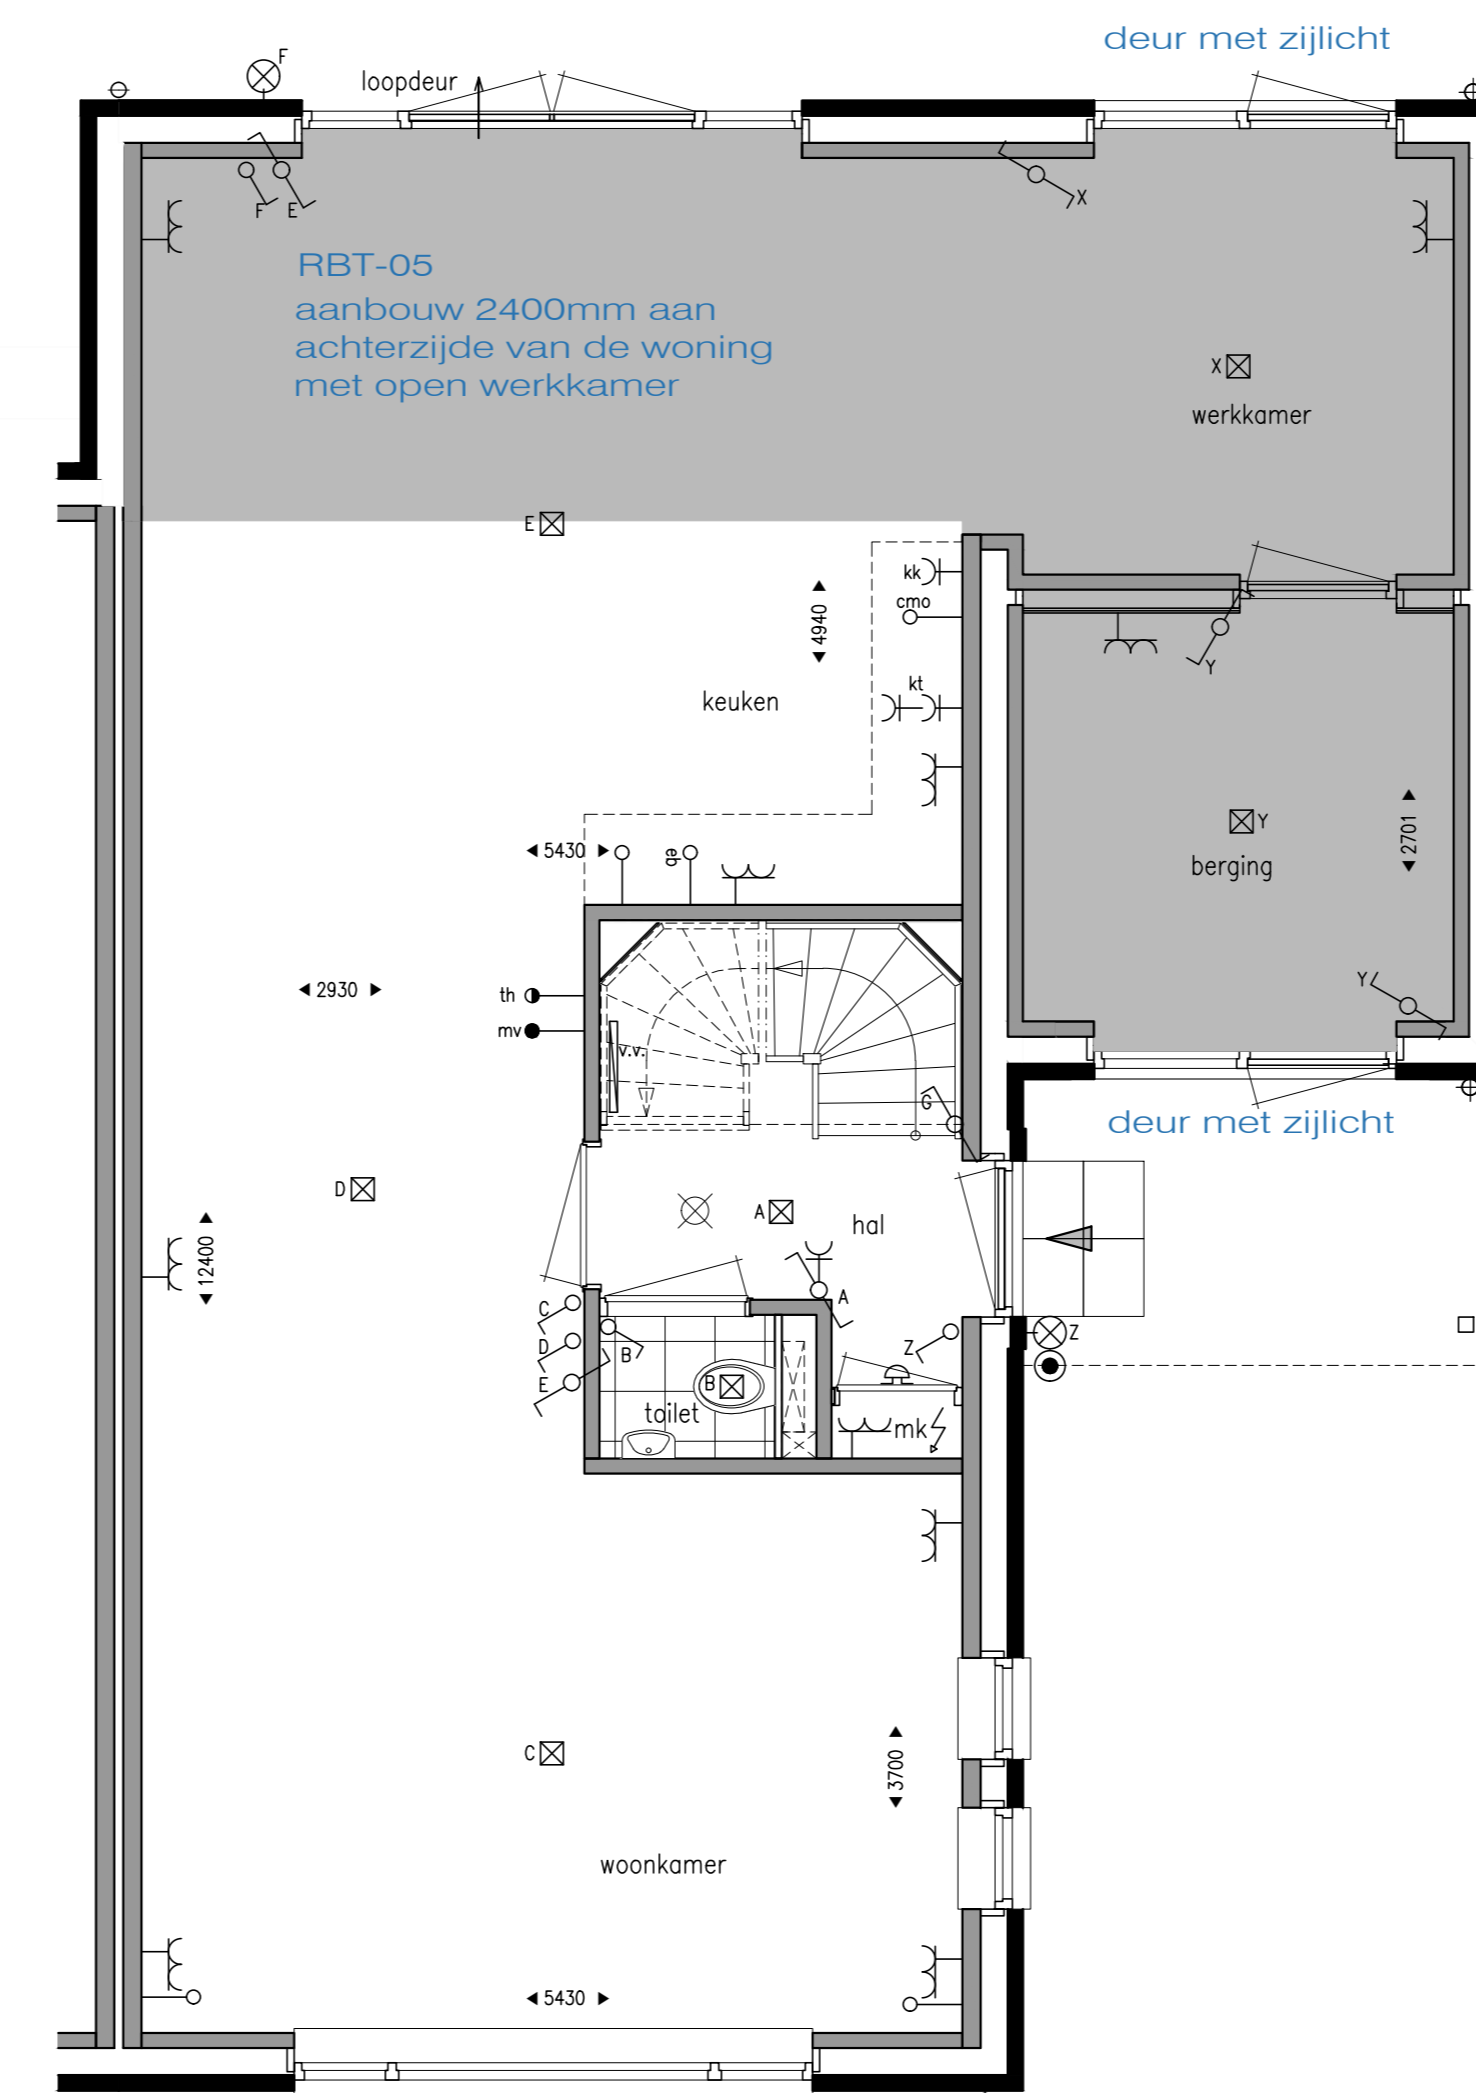 deur met zijlicht
F
loopdeur
F E
X
RBT-05
aanbouw 2400mm aan
achterzijde van de woning
met open werkkamer
X
werkkamer
E
kk
cmo
4940
kt
keuken
Y
Y
2701
berging
5430
eb
2930
th
mv
v.v.
G
Y
deur met zijlicht
D
A
hal
12400
C
D
E
B
A
Z
Z
B
toilet
mk
C
3700
woonkamer
5430